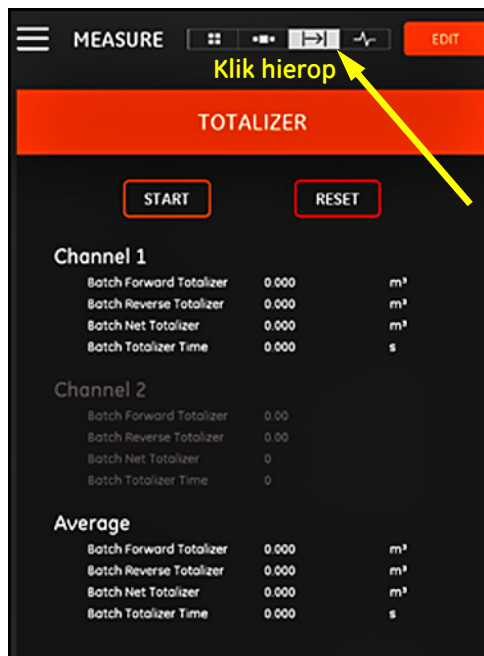 MEASURE EDIT
Klik hierop
TOTALIZER
START RESET
Channel 1
Batch Forward Totalizer 0.000 m³
Batch Reverse Totalizer 0.000 m³
Batch Net Totalizer 0.000 m³
Batch Totalizer Time 0.000 s
Channel 2
Batch Forward Totalizer 0.00
Batch Reverse Totalizer 0.00
Batch Net Totalizer 0
Batch Totalizer Time 0
Average
Batch Forward Totalizer 0.000 m³
Batch Reverse Totalizer 0.000 m³
Batch Net Totalizer 0.000 m³
Batch Totalizer Time 0.000 s